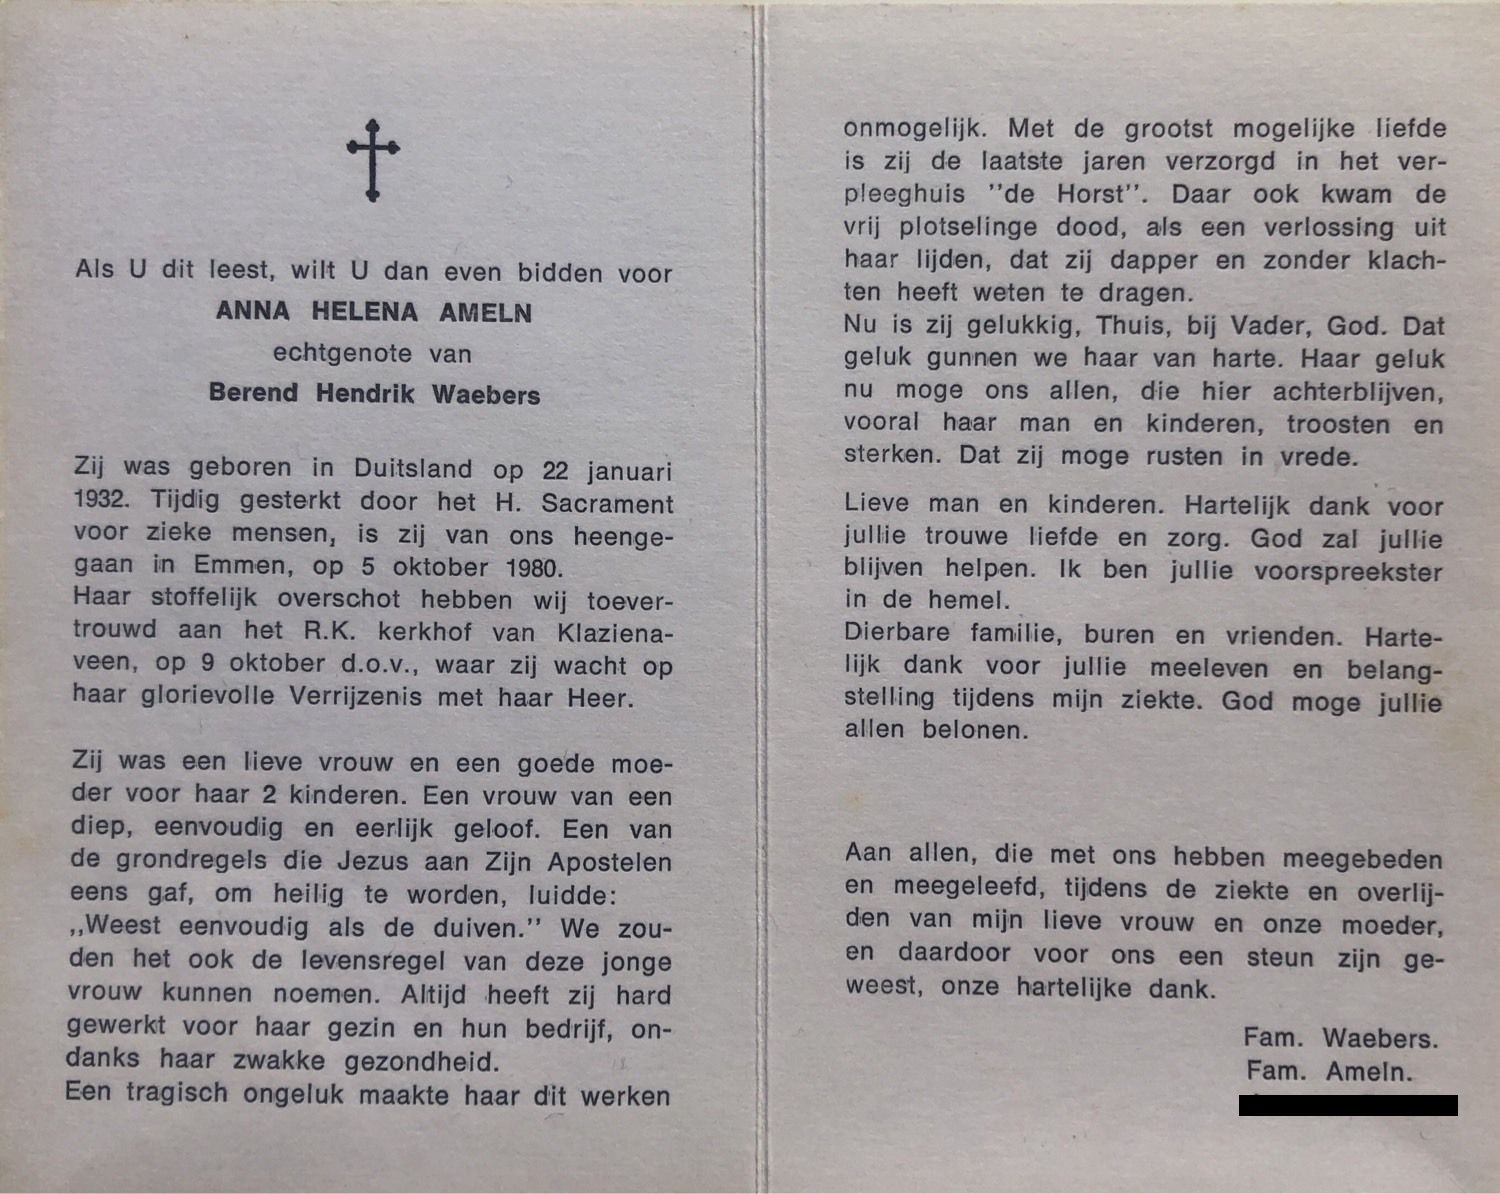 Als U dit leest, wilt U dan even bidden voor
ANNA HELENA AMELN
echtgenote van
Berend Hendrik Waebers
Zij was geboren in Duitsland op 22 januari
1932. Tijdig gesterkt door het H. Sacrament
voor zieke mensen, is zij van ons heenge-
gaan in Emmen, op 5 oktober 1980.
Haar stoffelijk overschot hebben wij toever-
trouwd aan het R.K. kerkhof van Klaziena-
veen, op 9 oktober d.o.v., waar zij wacht op
haar glorievolle Verrijzenis met haar Heer.
Zij was een lieve vrouw en een goede moe-
der voor haar 2 kinderen. Een vrouw van een
diep, eenvoudig en eerlijk geloof. Een van
de grondregels die Jezus aan Zijn Apostelen
eens gaf, om heilig te worden, luidde:
,,Weest eenvoudig als de duiven.'' We zou-
den het ook de levensregel van deze jonge
vrouw kunnen noemen. Altijd heeft zij hard
gewerkt voor haar gezin en hun bedrijf, on-
danks haar zwakke gezondheid.
Een tragisch ongeluk maakte haar dit werken
onmogelijk. Met de grootst mogelijke liefde
is zij de laatste jaren verzorgd in het ver-
pleeghuis ''de Horst''. Daar ook kwam de
vrij plotselinge dood, als een verlossing uit
haar lijden, dat zij dapper en zonder klach-
ten heeft weten te dragen.
Nu is zij gelukkig, Thuis, bij Vader, God. Dat
geluk gunnen we haar van harte. Haar geluk
nu moge ons allen, die hier achterblijven,
vooral haar man en kinderen, troosten en
sterken. Dat zij moge rusten in vrede.
Lieve man en kinderen. Hartelijk dank voor
jullie trouwe liefde en zorg. God zal jullie
blijven helpen. Ik ben jullie voorspreekster
in de hemel.
Dierbare familie, buren en vrienden. Harte-
lijk dank voor jullie meeleven en belang-
stelling tijdens mijn ziekte. God moge jullie
allen belonen.
Aan allen, die met ons hebben meegebeden
en meegeleefd, tijdens de ziekte en overlij-
den van mijn lieve vrouw en onze moeder,
en daardoor voor ons een steun zijn ge-
weest, onze hartelijke dank.
Fam. Waebers.
Fam. Ameln.